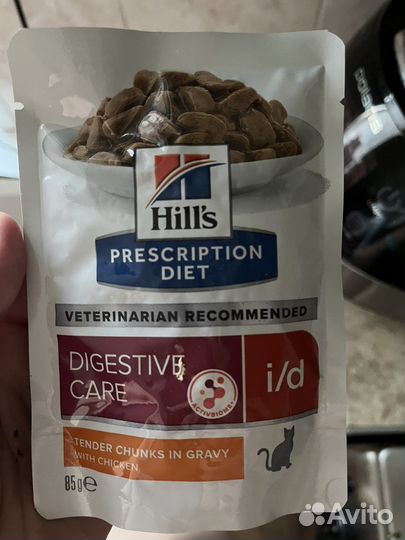 Hill's
PRESCRIPTION
DIET
VETERINARIAN RECOMMENDED
DIGESTIVE
CARE
i/d
ACTIVBIOME+
TENDER CHUNKS IN GRAVY
WITH CHICKEN
85g℮
Avito